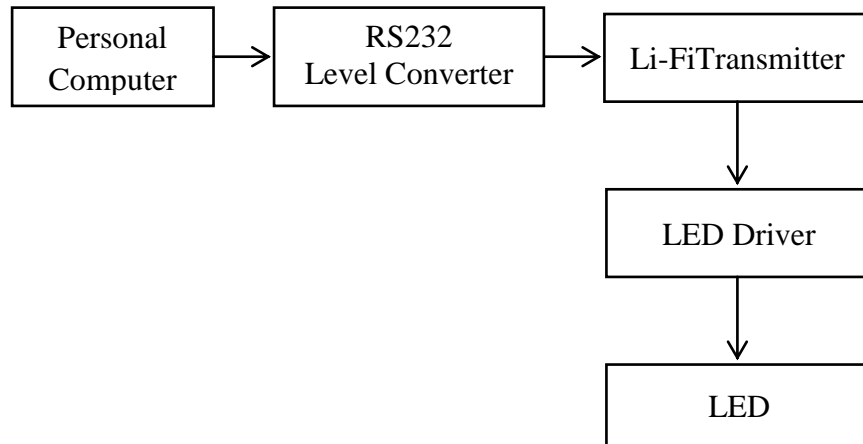 Personal
Computer
RS232
Level Converter
Li-FiTransmitter
LED Driver
LED